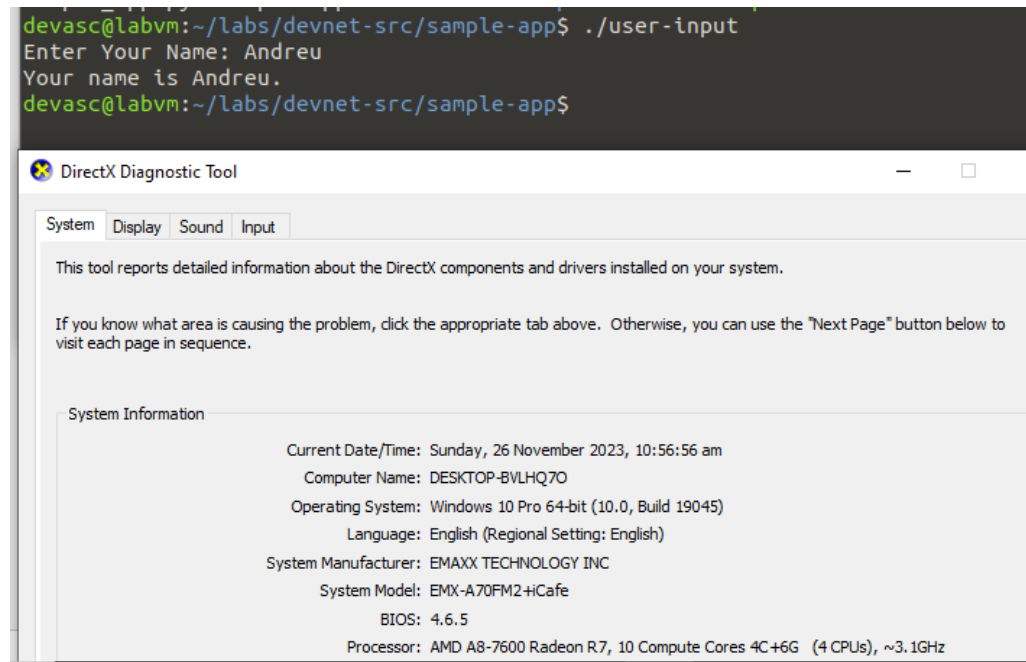 devasc@labvm:~/labs/devnet-src/sample-app$ ./user-input
Enter Your Name: Andreu
Your name is Andreu.
devasc@labvm:~/labs/devnet-src/sample-app$
DirectX Diagnostic Tool
System Display Sound Input
This tool reports detailed information about the DirectX components and drivers installed on your system.
If you know what area is causing the problem, click the appropriate tab above. Otherwise, you can use the "Next Page" button below to
visit each page in sequence.
System Information
Current Date/Time: Sunday, 26 November 2023, 10:56:56 am
Computer Name: DESKTOP-BVLHQ7O
Operating System: Windows 10 Pro 64-bit (10.0, Build 19045)
Language: English (Regional Setting: English)
System Manufacturer: EMAXX TECHNOLOGY INC
System Model: EMX-A70FM2+iCafe
BIOS: 4.6.5
Processor: AMD A8-7600 Radeon R7, 10 Compute Cores 4C+6G (4 CPUs), ~3.1GHz